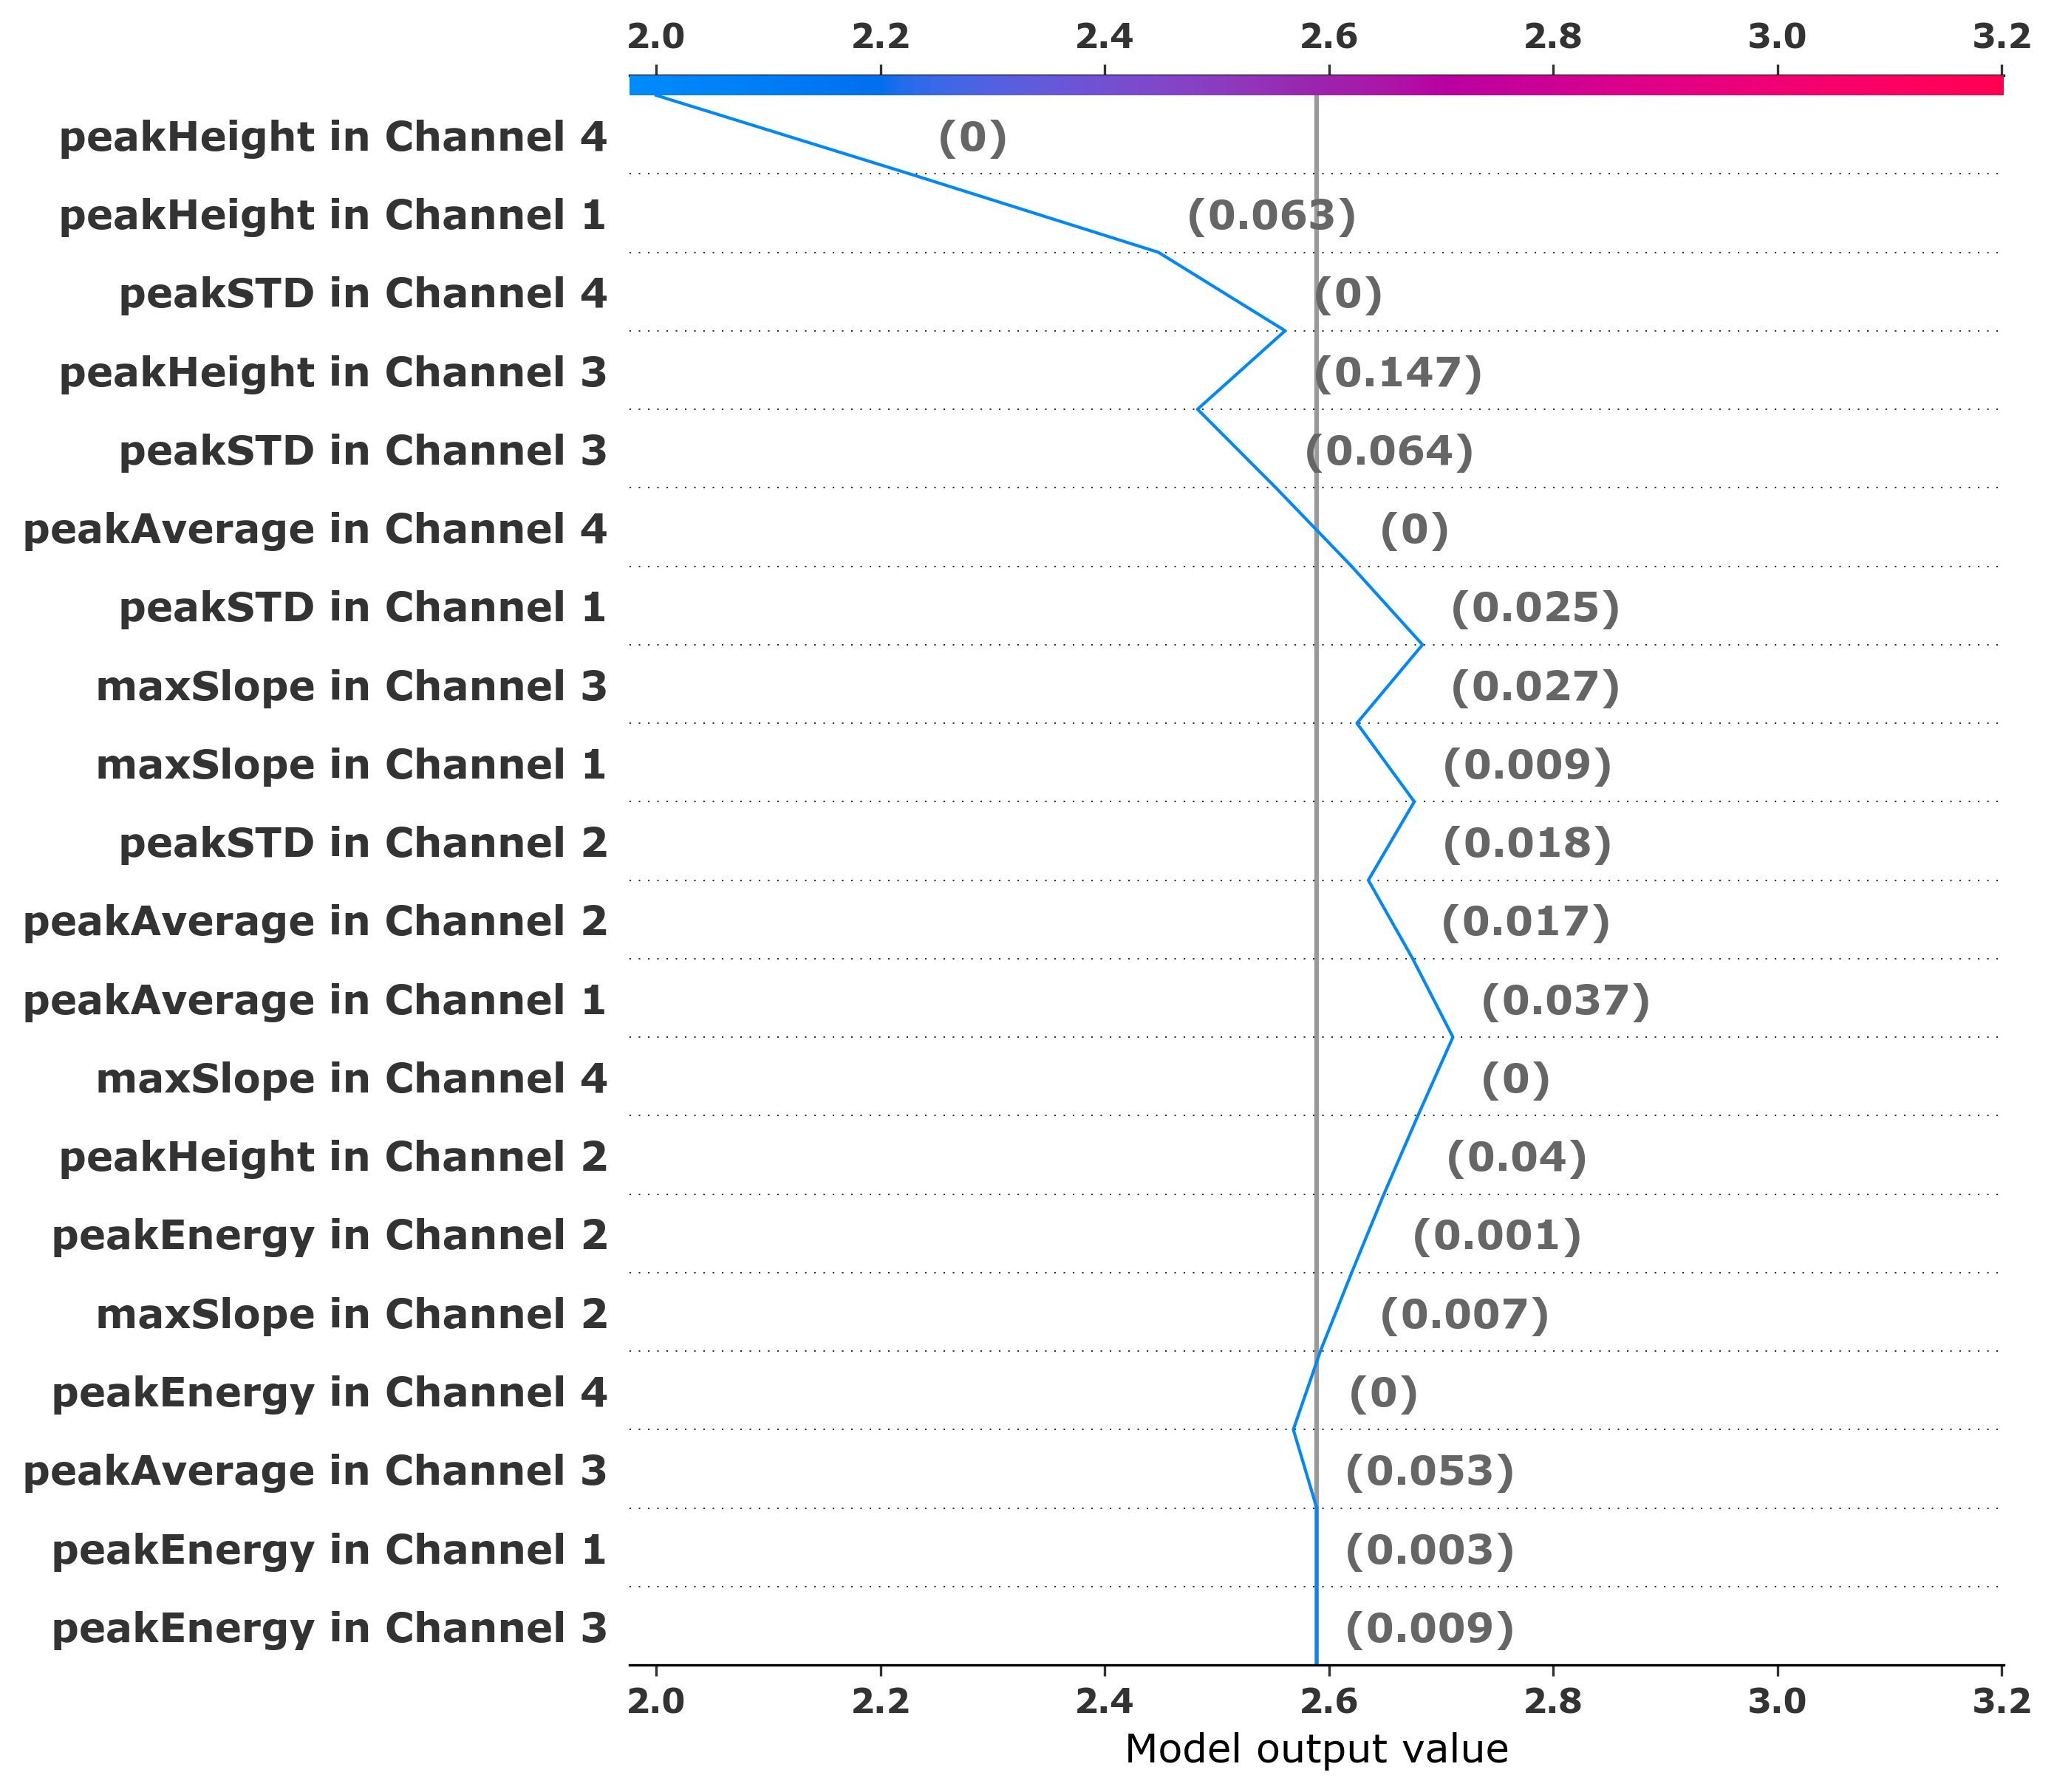 2.0 2.2 2.4 2.6 2.8 3.0 3.2
peakHeight in Channel 4 (0)
peakHeight in Channel 1 (0.063)
peakSTD in Channel 4 (0)
peakHeight in Channel 3 (0.147)
peakSTD in Channel 3 (0.064)
peakAverage in Channel 4 (0)
peakSTD in Channel 1 (0.025)
maxSlope in Channel 3 (0.027)
maxSlope in Channel 1 (0.009)
peakSTD in Channel 2 (0.018)
peakAverage in Channel 2 (0.017)
peakAverage in Channel 1 (0.037)
maxSlope in Channel 4 (0)
peakHeight in Channel 2 (0.04)
peakEnergy in Channel 2 (0.001)
maxSlope in Channel 2 (0.007)
peakEnergy in Channel 4 (0)
peakAverage in Channel 3 (0.053)
peakEnergy in Channel 1 (0.003)
peakEnergy in Channel 3 (0.009)
2.0 2.2 2.4 2.6 2.8 3.0 3.2
Model output value